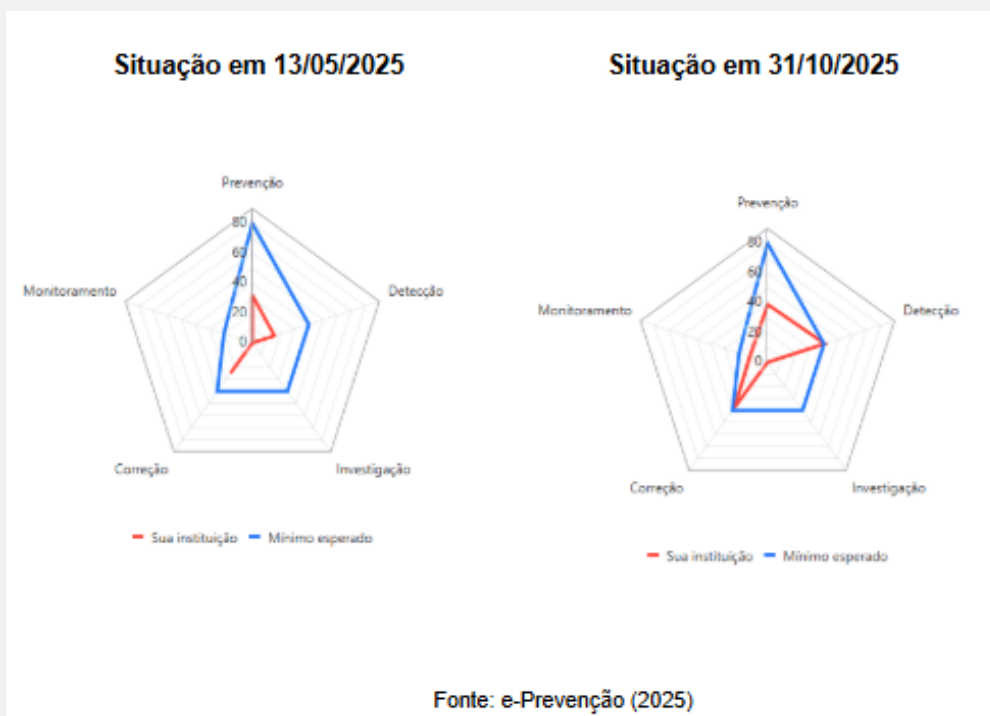 Situação em 13/05/2025
Situação em 31/10/2025
Prevenção
80
60
40
20
0
Detecção
Monitoramento
Correção
Investigação
Sua instituição
Mínimo esperado
Prevenção
80
60
40
20
0
Detecção
Monitoramento
Correção
Investigação
Sua instituição
Mínimo esperado
Fonte: e-Prevenção (2025)